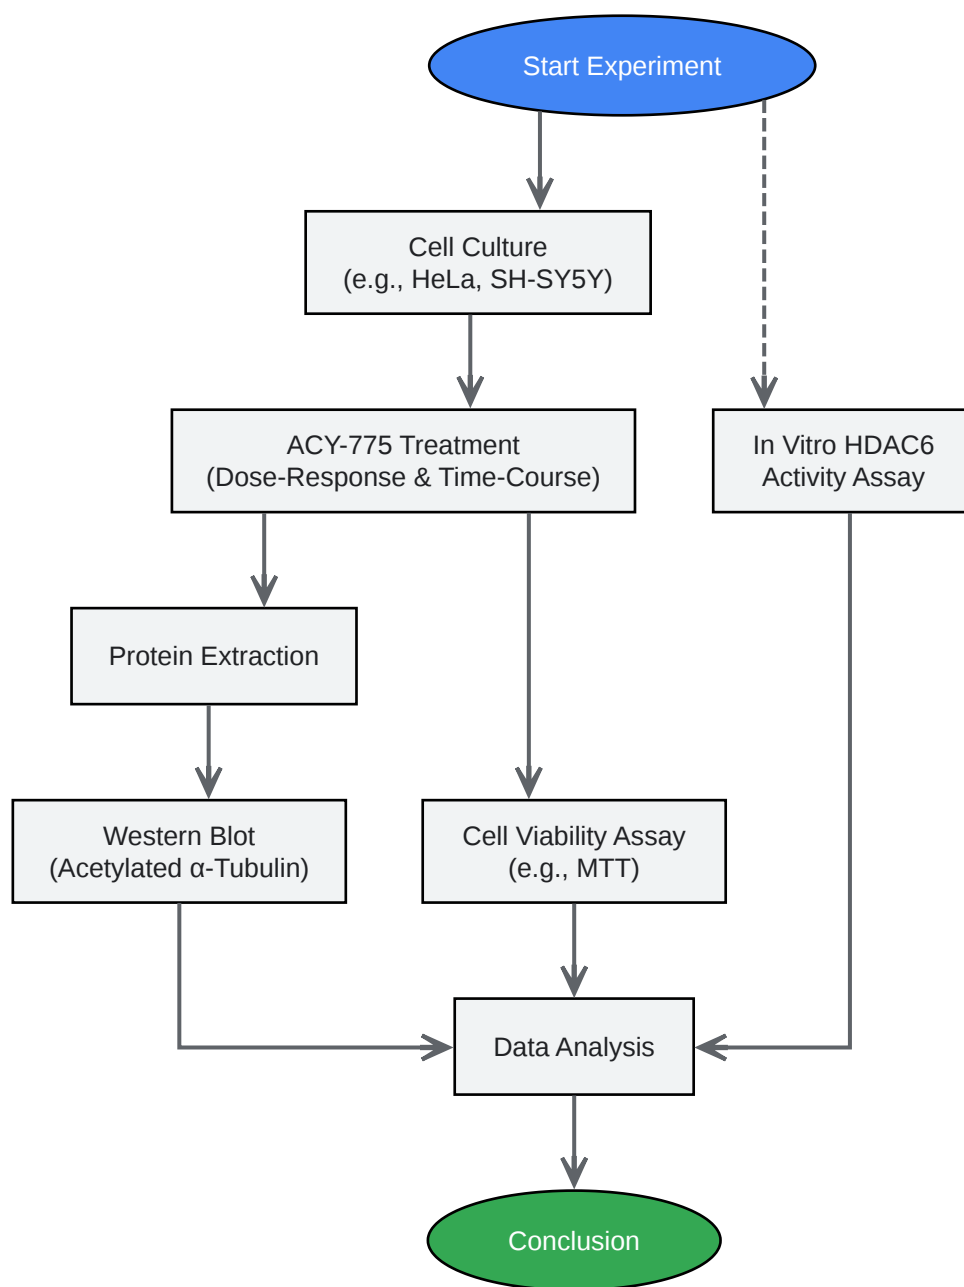 Start Experiment
Cell Culture
(e.g., HeLa, SH-SY5Y)
ACY-775 Treatment
(Dose-Response & Time-Course)
In Vitro HDAC6
Activity Assay
Protein Extraction
Western Blot
(Acetylated α-Tubulin)
Cell Viability Assay
(e.g., MTT)
Data Analysis
Conclusion